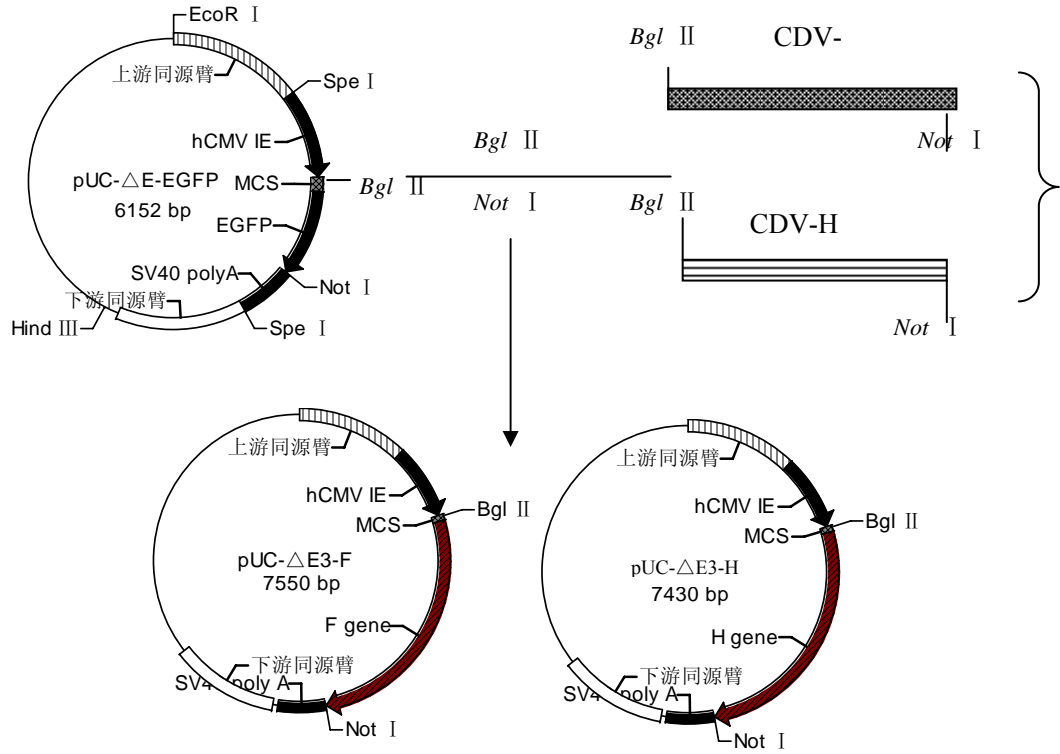 EcoR Ⅰ
上游同源臂
Spe Ⅰ
hCMV IE
pUC-△E-EGFP
6152 bp
MCS
Bgl Ⅱ
EGFP
SV40 polyA
下游同源臂
Not Ⅰ
Hind Ⅲ
Spe Ⅰ
Bgl Ⅱ
Not Ⅰ
Bgl Ⅱ
CDV-
Not Ⅰ
Bgl Ⅱ
CDV-H
Not Ⅰ
上游同源臂
hCMV IE
MCS
Bgl Ⅱ
pUC-△E3-F
7550 bp
F gene
下游同源臂
SV4 poly A
Not Ⅰ
上游同源臂
hCMV IE
MCS
Bgl Ⅱ
pUC-△E3-H
7430 bp
H gene
下游同源臂
SV4 poly A
Not Ⅰ